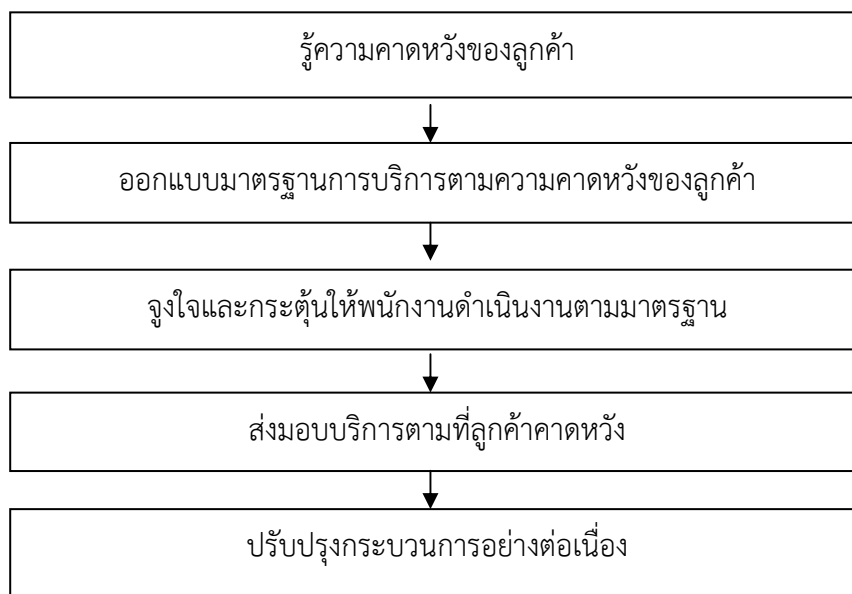 รู้ความคาดหวังของลูกค้า
ออกแบบมาตรฐานการบริการตามความคาดหวังของลูกค้า
จูงใจและกระตุ้นให้พนักงานดำเนินงานตามมาตรฐาน
ส่งมอบบริการตามที่ลูกค้าคาดหวัง
ปรับปรุงกระบวนการอย่างต่อเนื่อง